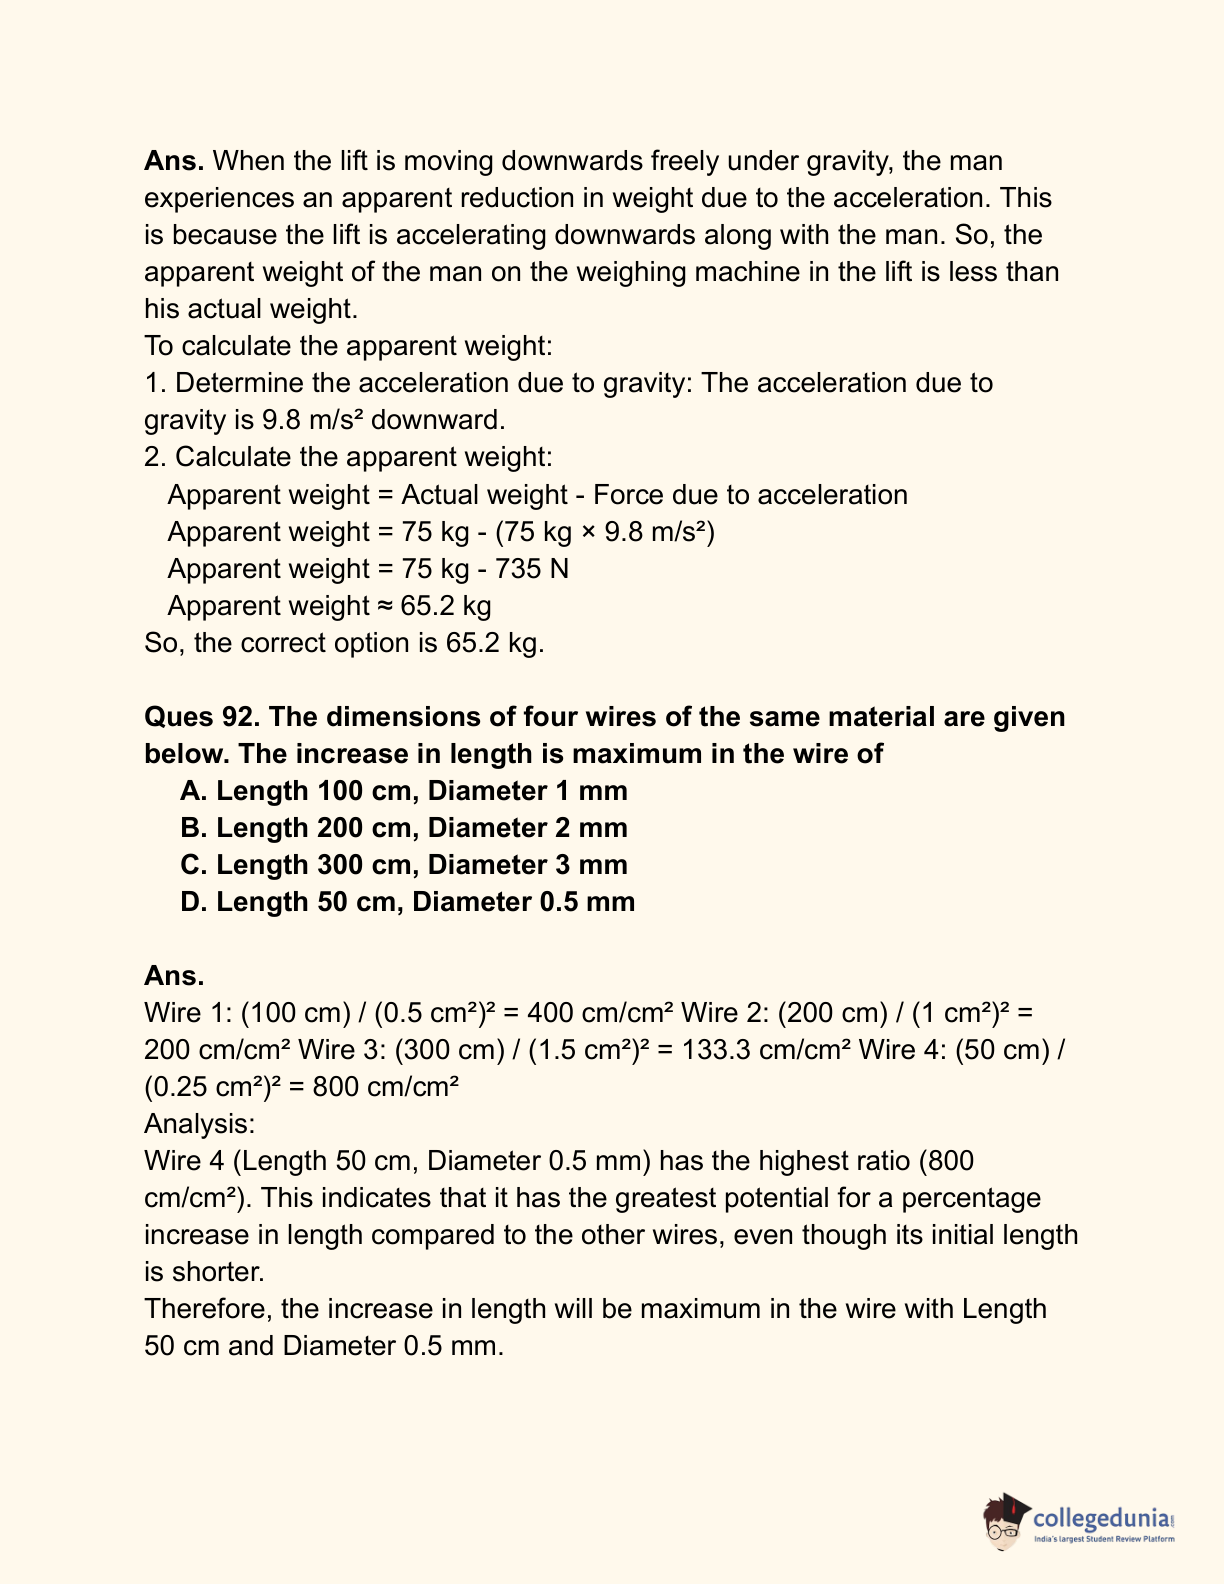 Ans. When the lift is moving downwards freely under gravity, the man
experiences an apparent reduction in weight due to the acceleration. This
is because the lift is accelerating downwards along with the man. So, the
apparent weight of the man on the weighing machine in the lift is less than
his actual weight.
To calculate the apparent weight:
1. Determine the acceleration due to gravity: The acceleration due to
gravity is 9.8 m/s² downward.
2. Calculate the apparent weight:
Apparent weight = Actual weight - Force due to acceleration
Apparent weight = 75 kg - (75 kg × 9.8 m/s²)
Apparent weight = 75 kg - 735 N
Apparent weight ≈ 65.2 kg
So, the correct option is 65.2 kg.
Ques 92. The dimensions of four wires of the same material are given
below. The increase in length is maximum in the wire of
A. Length 100 cm, Diameter 1 mm
B. Length 200 cm, Diameter 2 mm
C. Length 300 cm, Diameter 3 mm
D. Length 50 cm, Diameter 0.5 mm
Ans.
Wire 1: (100 cm) / (0.5 cm²)² = 400 cm/cm² Wire 2: (200 cm) / (1 cm²)² =
200 cm/cm² Wire 3: (300 cm) / (1.5 cm²)² = 133.3 cm/cm² Wire 4: (50 cm) /
(0.25 cm²)² = 800 cm/cm²
Analysis:
Wire 4 (Length 50 cm, Diameter 0.5 mm) has the highest ratio (800
cm/cm²). This indicates that it has the greatest potential for a percentage
increase in length compared to the other wires, even though its initial length
is shorter.
Therefore, the increase in length will be maximum in the wire with Length
50 cm and Diameter 0.5 mm.
collegedunia.com
India's largest Student Review Platform